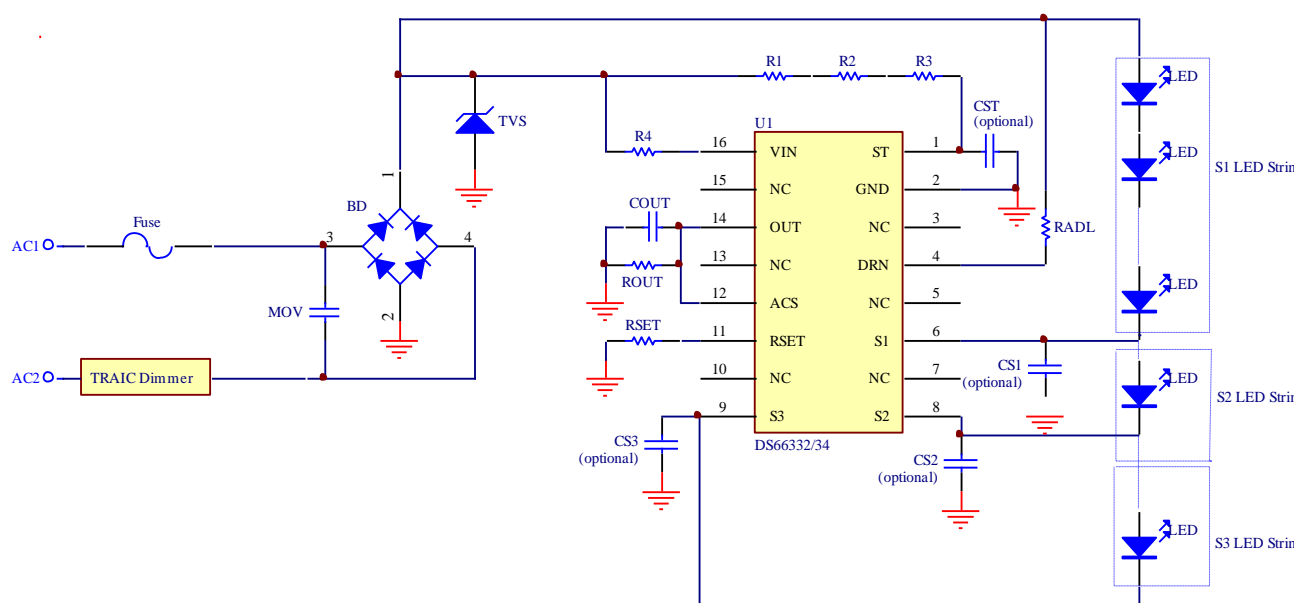 R1 R2 R3
LED
CST
(optional)
TVS
U1
R4
16 VIN ST 1
LED
S1 LED Strin
15 NC GND 2
1
BD
COUT
Fuse
14 OUT NC 3
RADL
AC1
3
4
13 NC DRN 4
ROUT
LED
12 ACS NC 5
MOV
2
RSET
11 RSET S1 6
CS1
(optional)
AC2
TRAIC Dimmer
10 NC NC 7
LED
S2 LED Strin
9 S3 S2 8
CS3
(optional)
DS66332/34
CS2
(optional)
LED
S3 LED Strin